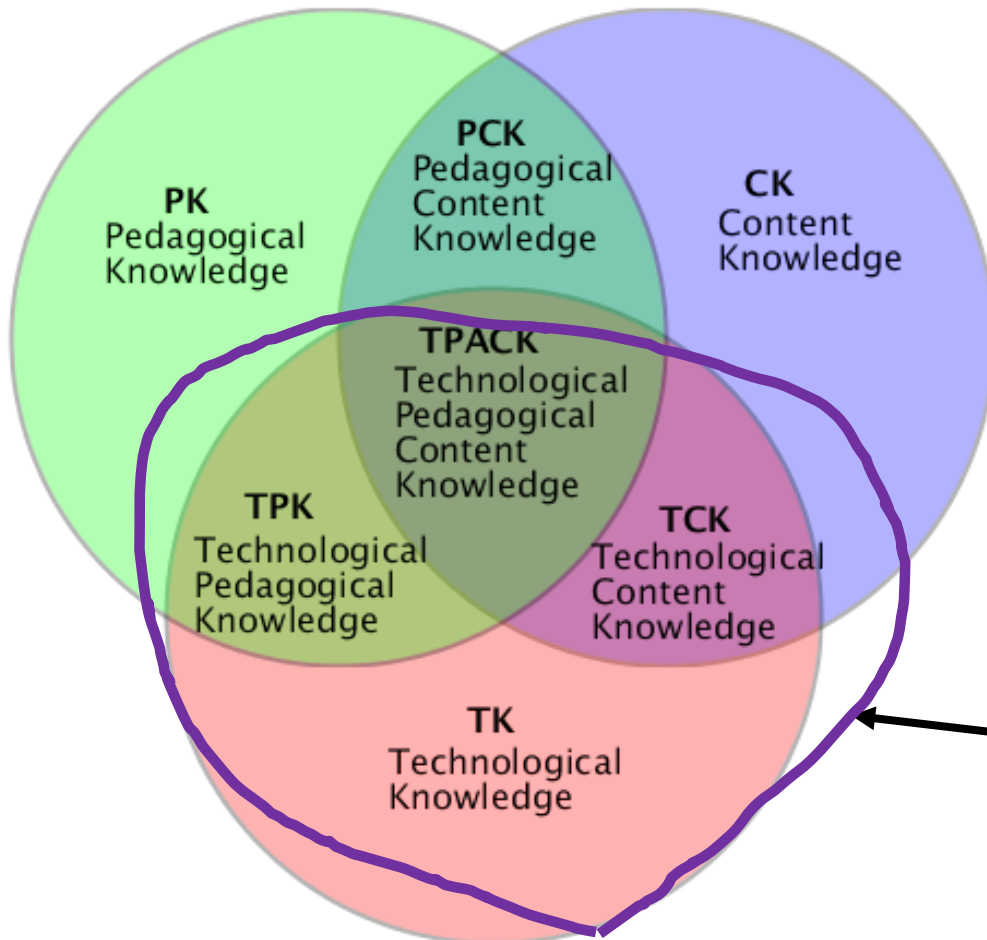 PCK
Pedagogical
Content
Knowledge
PK
Pedagogical
Knowledge
CK
Content
Knowledge
TPACK
Technological
Pedagogical
Content
Knowledge
TPK
Technological
Pedagogical
Knowledge
TCK
Technological
Content
Knowledge
TK
Technological
Knowledge